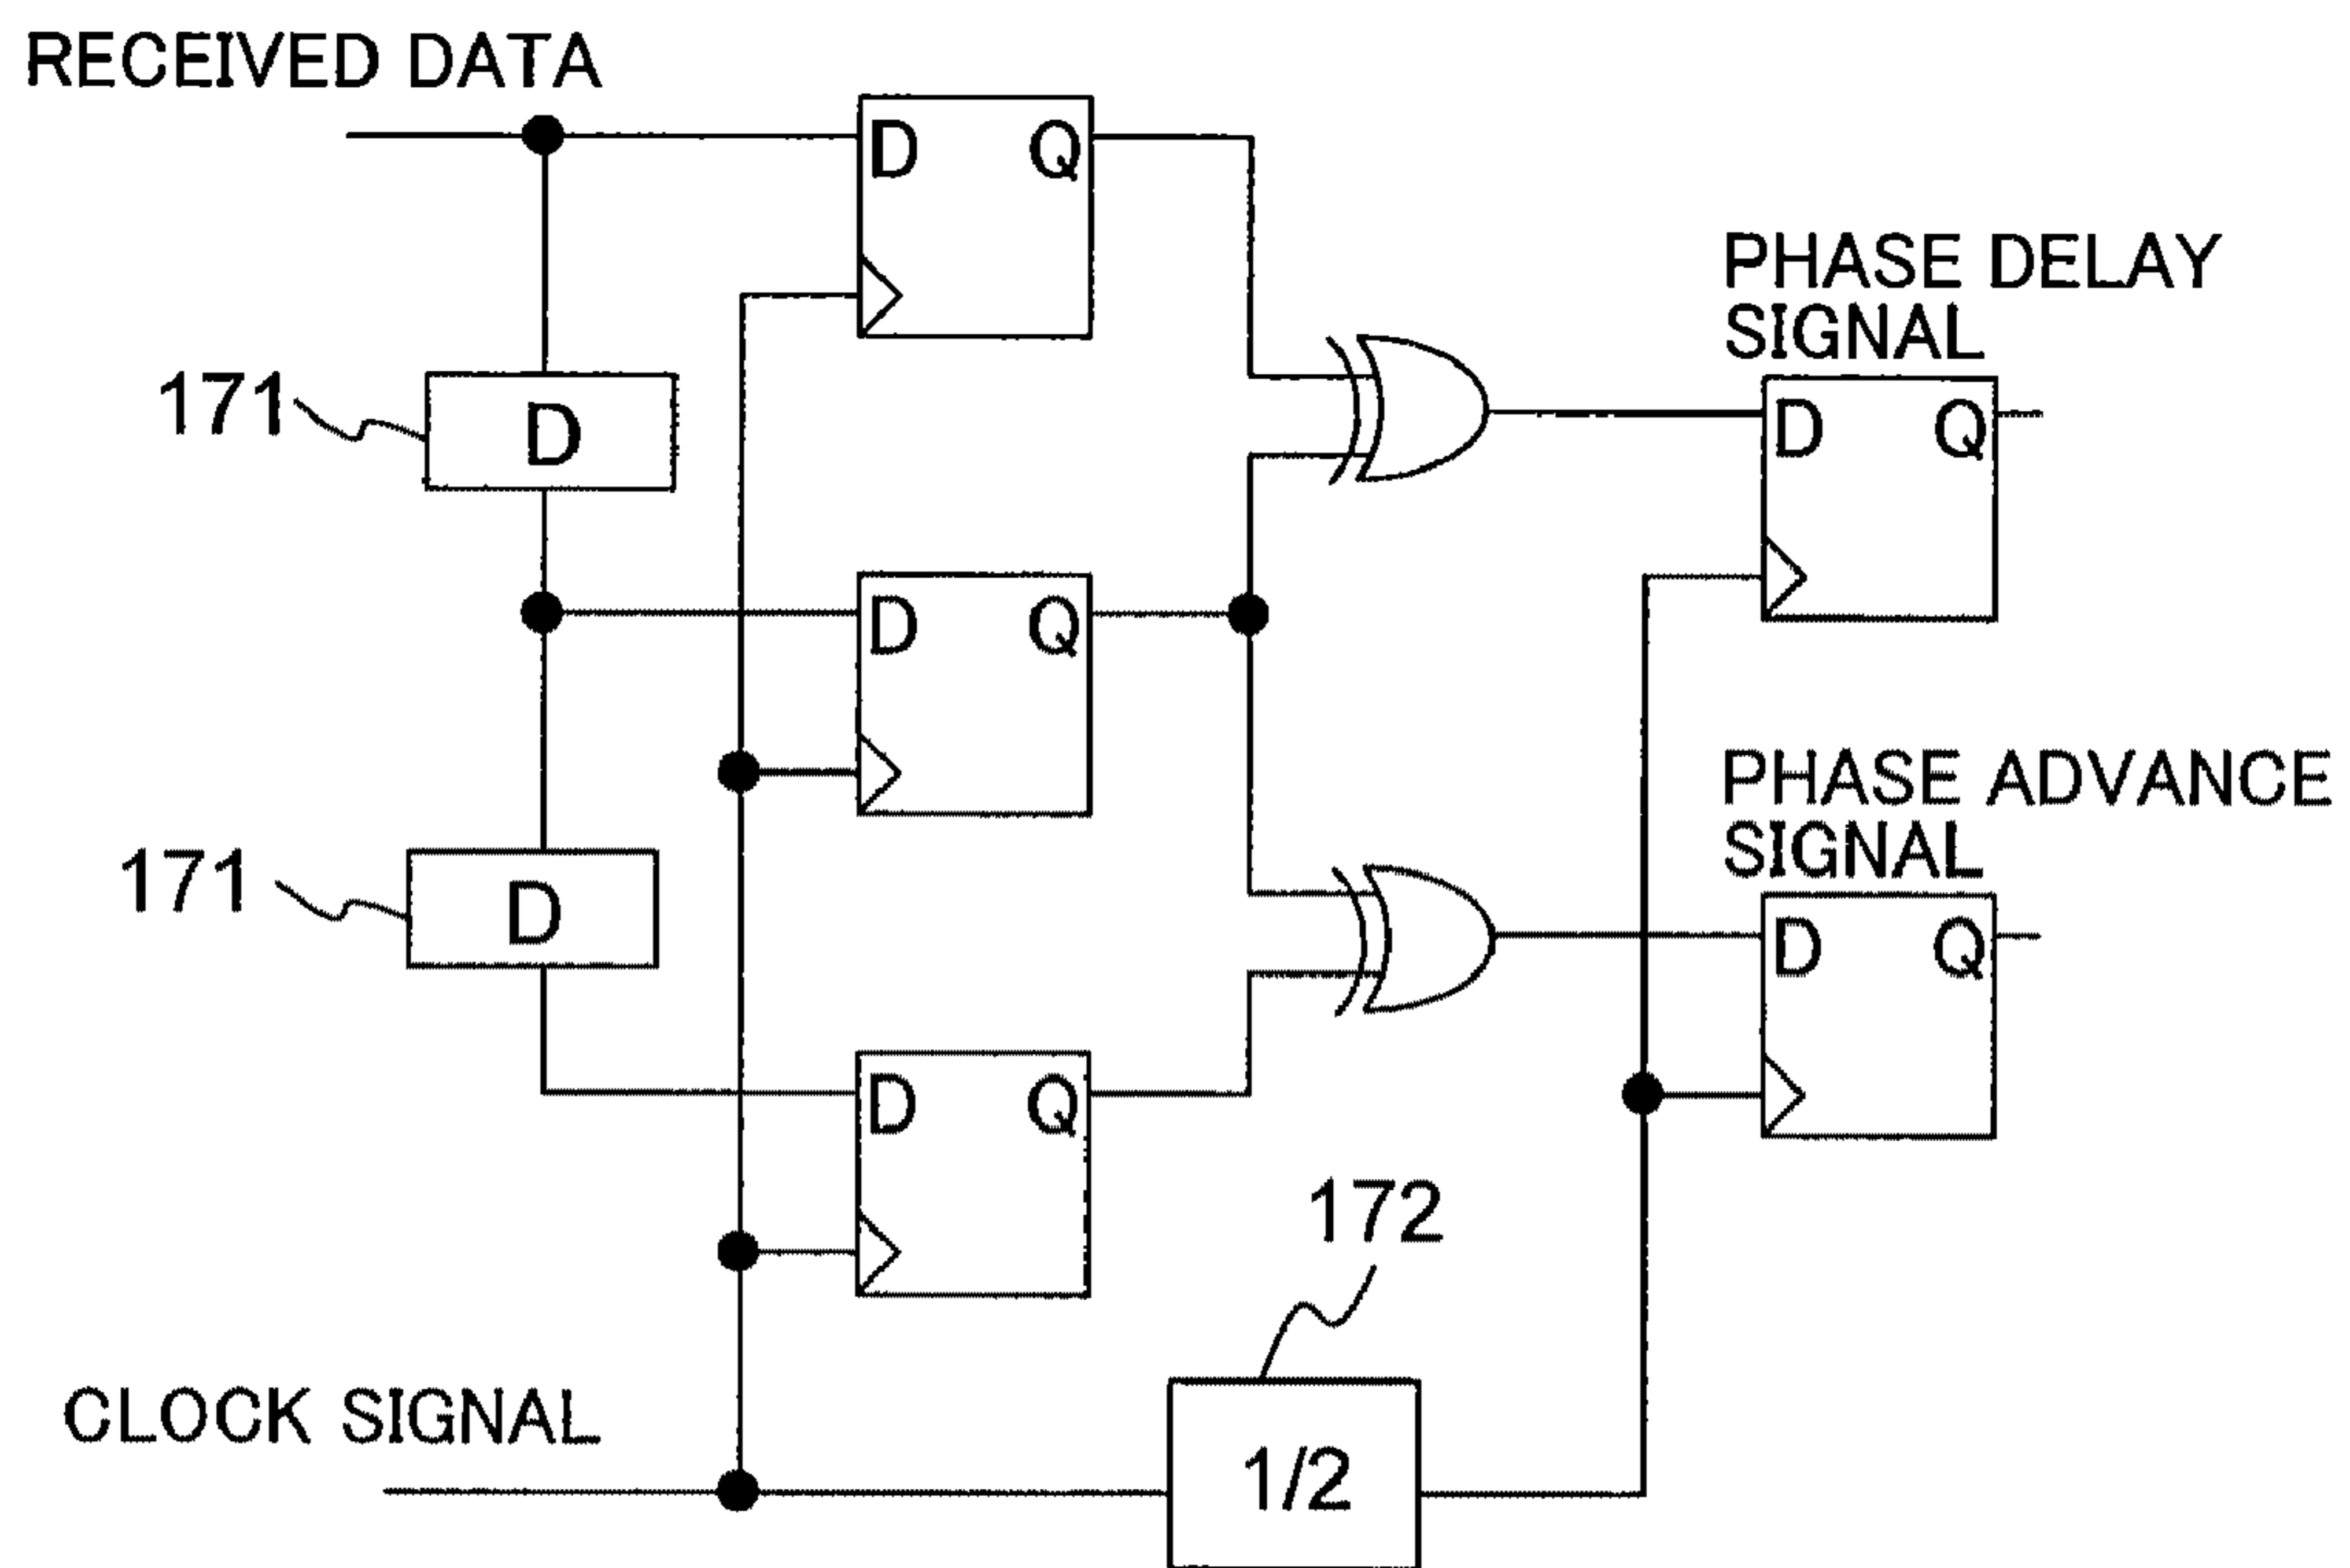 RECEIVED DATA
D Q
PHASE DELAY
SIGNAL
171
D
D Q
D Q
PHASE ADVANCE
SIGNAL
171
D
D Q
D Q
172
CLOCK SIGNAL
1/2